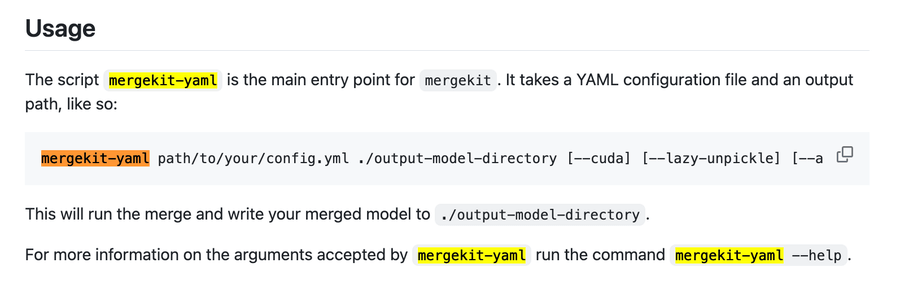 Usage
The script mergekit-yaml is the main entry point for mergekit. It takes a YAML configuration file and an output
path, like so:
mergekit-yaml path/to/your/config.yml ./output-model-directory [--cuda] [--lazy-unpickle] [--a
This will run the merge and write your merged model to ./output-model-directory.
For more information on the arguments accepted by mergekit-yaml run the command mergekit-yaml --help.